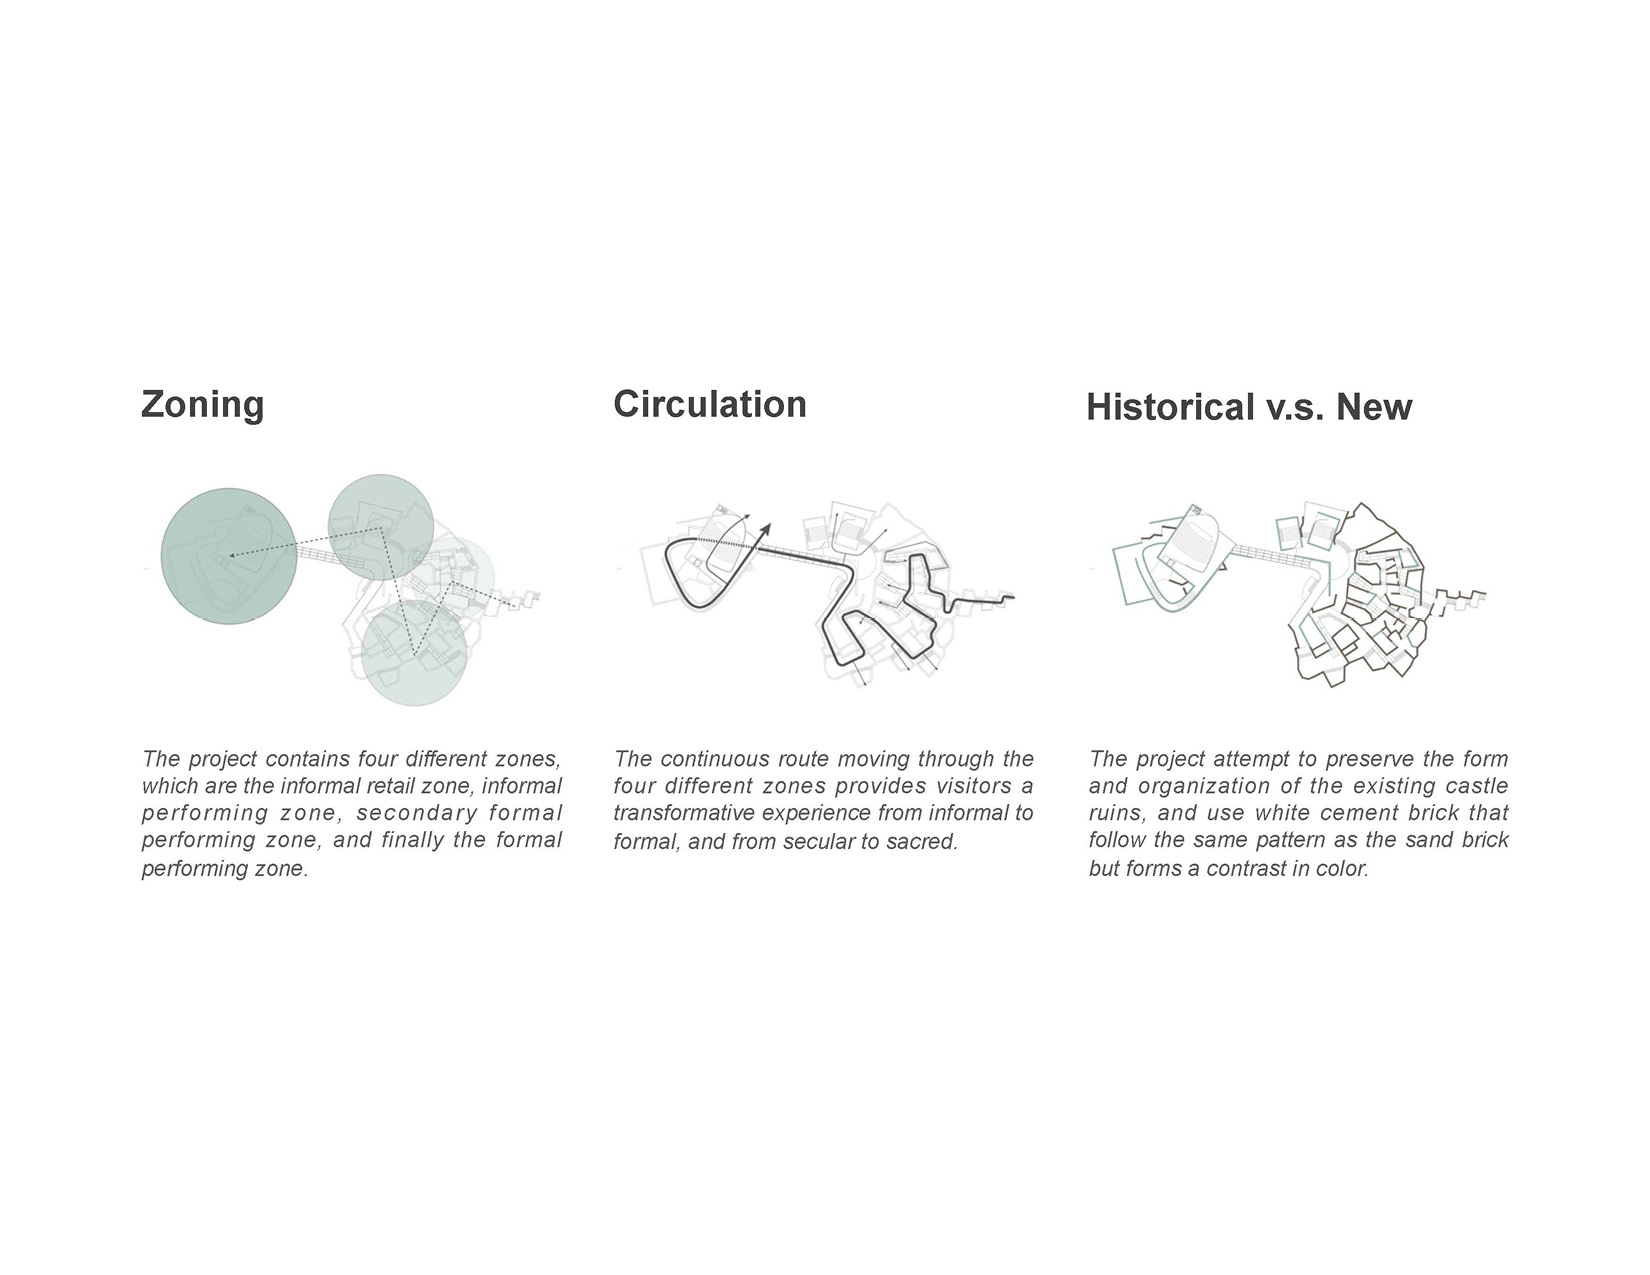 Zoning
The project contains four different zones,
which are the informal retail zone, informal
performing zone, secondary formal
performing zone, and finally the formal
performing zone.
Circulation
The continuous route moving through the
four different zones provides visitors a
transformative experience from informal to
formal, and from secular to sacred.
Historical v.s. New
The project attempt to preserve the form
and organization of the existing castle
ruins, and use white cement brick that
follow the same pattern as the sand brick
but forms a contrast in color.